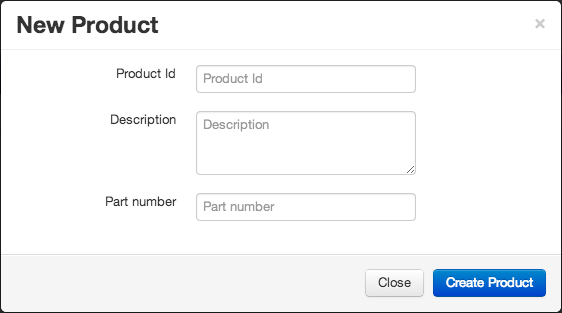 New Product ×
Product Id Product Id
Description Description
Part number Part number
Close Create Product